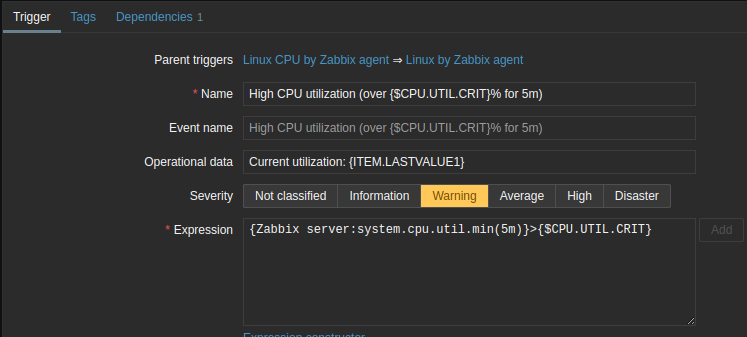 Trigger Tags Dependencies 1
Parent triggers Linux CPU by Zabbix agent ⇒ Linux by Zabbix agent
* Name High CPU utilization (over {$CPU.UTIL.CRIT}% for 5m)
Event name High CPU utilization (over {$CPU.UTIL.CRIT}% for 5m)
Operational data Current utilization: {ITEM.LASTVALUE1}
Severity Not classified Information Warning Average High Disaster
* Expression {Zabbix server:system.cpu.util.min(5m)}>{$CPU.UTIL.CRIT} Add
Expression constructor